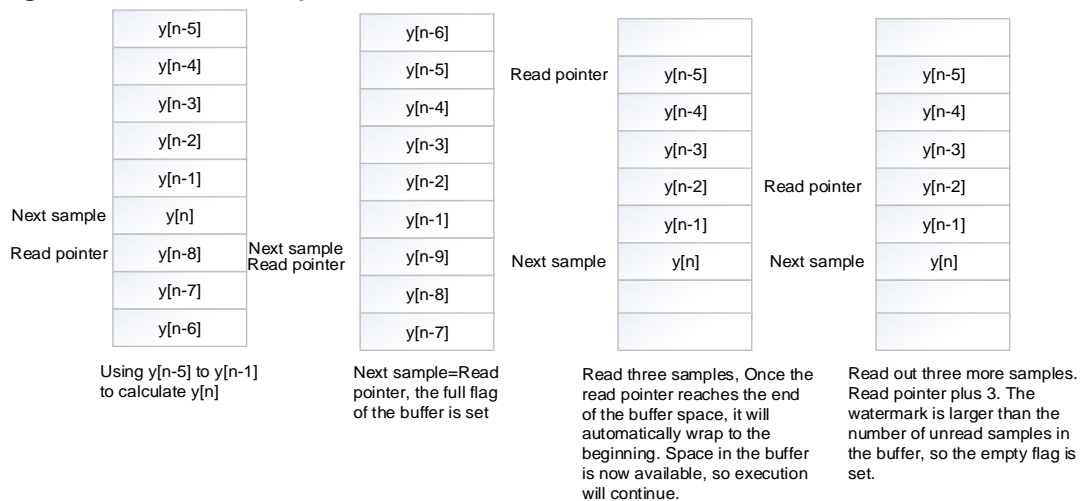 y[n-5]
y[n-4]
y[n-3]
y[n-2]
y[n-1]
Next sample y[n]
Read pointer y[n-8]
y[n-7]
y[n-6]
Using y[n-5] to y[n-1]
to calculate y[n]
y[n-6]
y[n-5]
y[n-4]
y[n-3]
y[n-2]
y[n-1]
Next sample
Read pointer
y[n-9]
y[n-8]
y[n-7]
Next sample=Read
pointer, the full flag
of the buffer is set
Read pointer y[n-5]
y[n-4]
y[n-3]
y[n-2]
y[n-1]
Next sample y[n]
Read three samples, Once the
read pointer reaches the end
of the buffer space, it will
automatically wrap to the
beginning. Space in the buffer
is now available, so execution
will continue.
y[n-5]
y[n-4]
y[n-3]
Read pointer y[n-2]
y[n-1]
Next sample y[n]
Read out three more samples.
Read pointer plus 3. The
watermark is larger than the
number of unread samples in
the buffer, so the empty flag is
set.